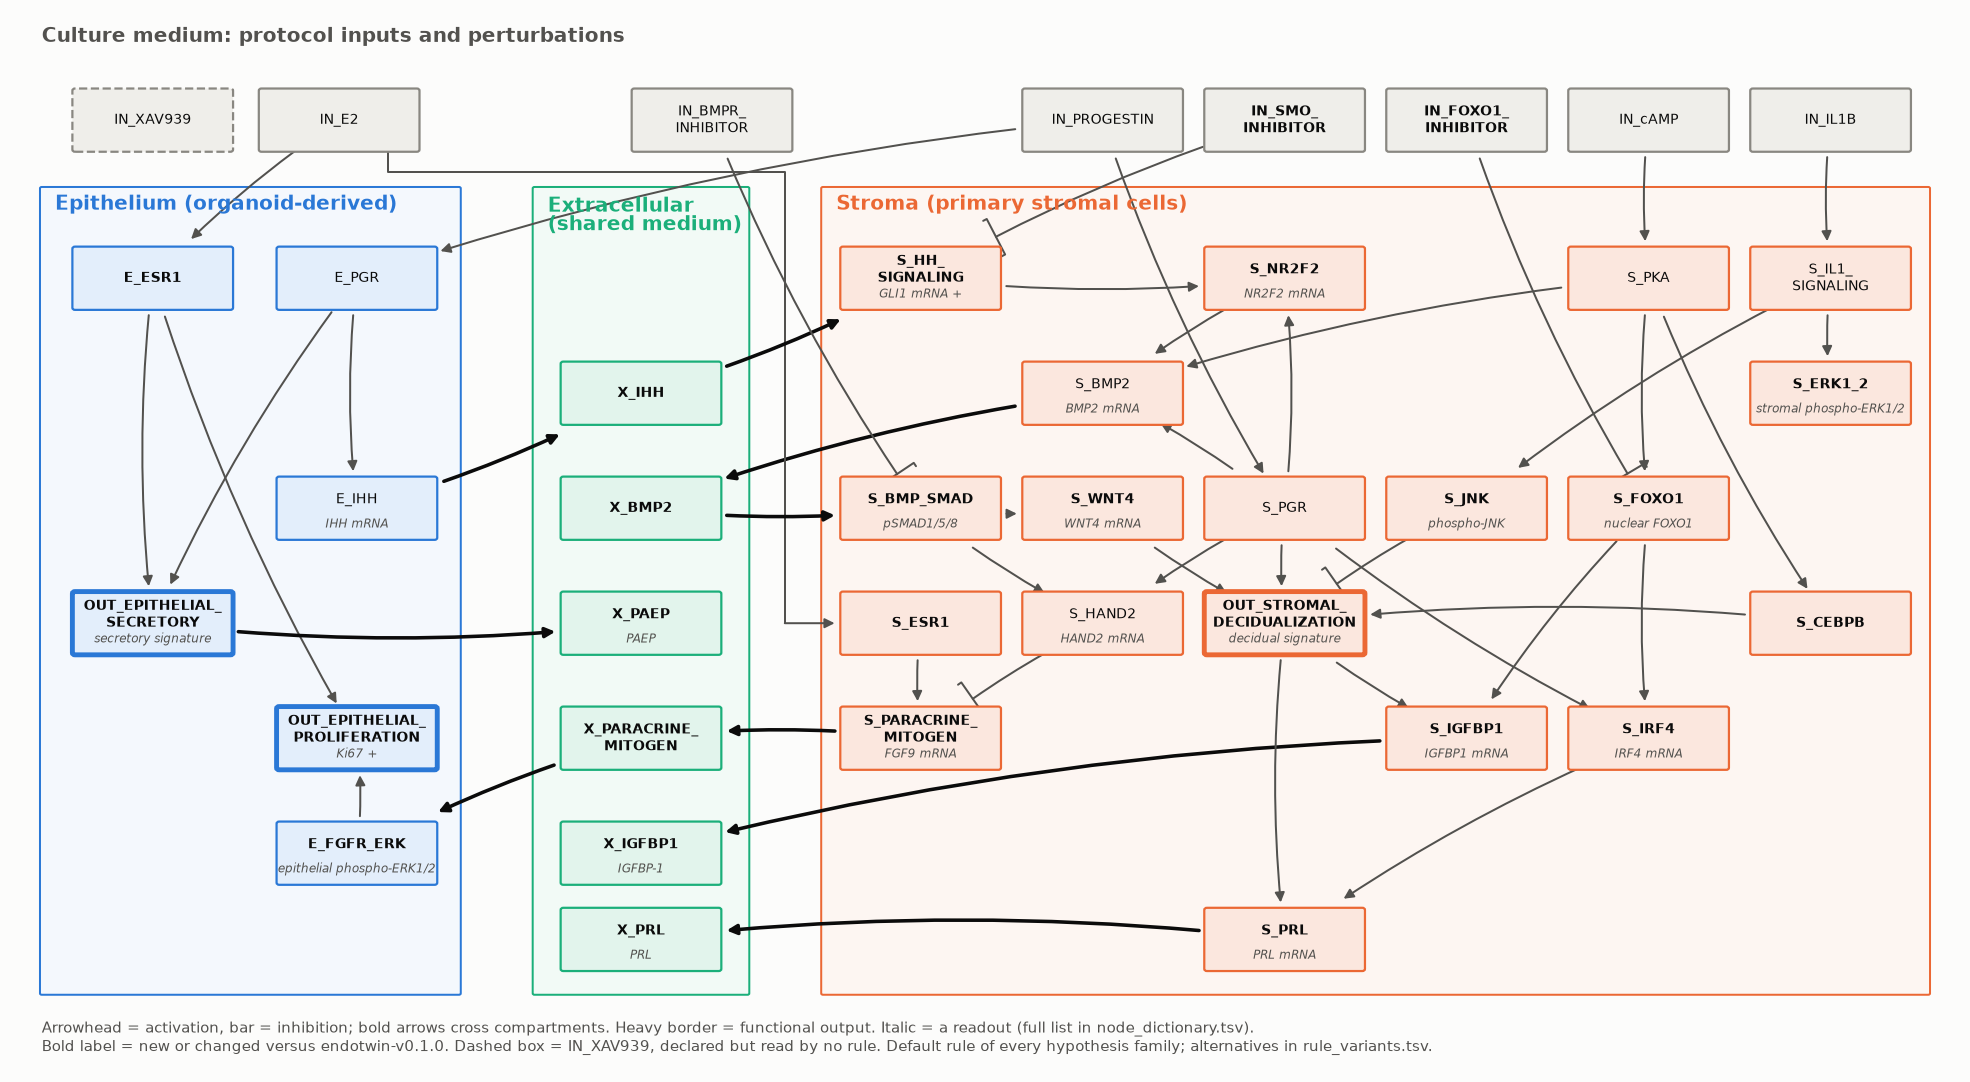 Culture medium: protocol inputs and perturbations
IN_XAV939
IN_E2
IN_BMPR_
INHIBITOR
IN_PROGESTIN
IN_SMO_
INHIBITOR
IN_FOXO1_
INHIBITOR
IN_cAMP
IN_IL1B
Epithelium (organoid-derived)
Extracellular
(shared medium)
Stroma (primary stromal cells)
E_ESR1
E_PGR
S_HH_
SIGNALING
GLI1 mRNA +
S_NR2F2
NR2F2 mRNA
S_PKA
S_IL1_
SIGNALING
X_IHH
S_BMP2
BMP2 mRNA
S_ERK1_2
stromal phospho-ERK1/2
E_IHH
IHH mRNA
X_BMP2
S_BMP_SMAD
pSMAD1/5/8
S_WNT4
WNT4 mRNA
S_PGR
S_JNK
phospho-JNK
S_FOXO1
nuclear FOXO1
OUT_EPITHELIAL_
SECRETORY
secretory signature
X_PAEP
PAEP
S_ESR1
S_HAND2
HAND2 mRNA
OUT_STROMAL_
DECIDUALIZATION
decidual signature
S_CEBPB
OUT_EPITHELIAL_
PROLIFERATION
Ki67 +
X_PARACRINE_
MITOGEN
S_PARACRINE_
MITOGEN
FGF9 mRNA
S_IGFBP1
IGFBP1 mRNA
S_IRF4
IRF4 mRNA
E_FGFR_ERK
epithelial phospho-ERK1/2
X_IGFBP1
IGFBP-1
X_PRL
PRL
S_PRL
PRL mRNA
Arrowhead = activation, bar = inhibition; bold arrows cross compartments. Heavy border = functional output. Italic = a readout (full list in node_dictionary.tsv).
Bold label = new or changed versus endotwin-v0.1.0. Dashed box = IN_XAV939, declared but read by no rule. Default rule of every hypothesis family; alternatives in rule_variants.tsv.